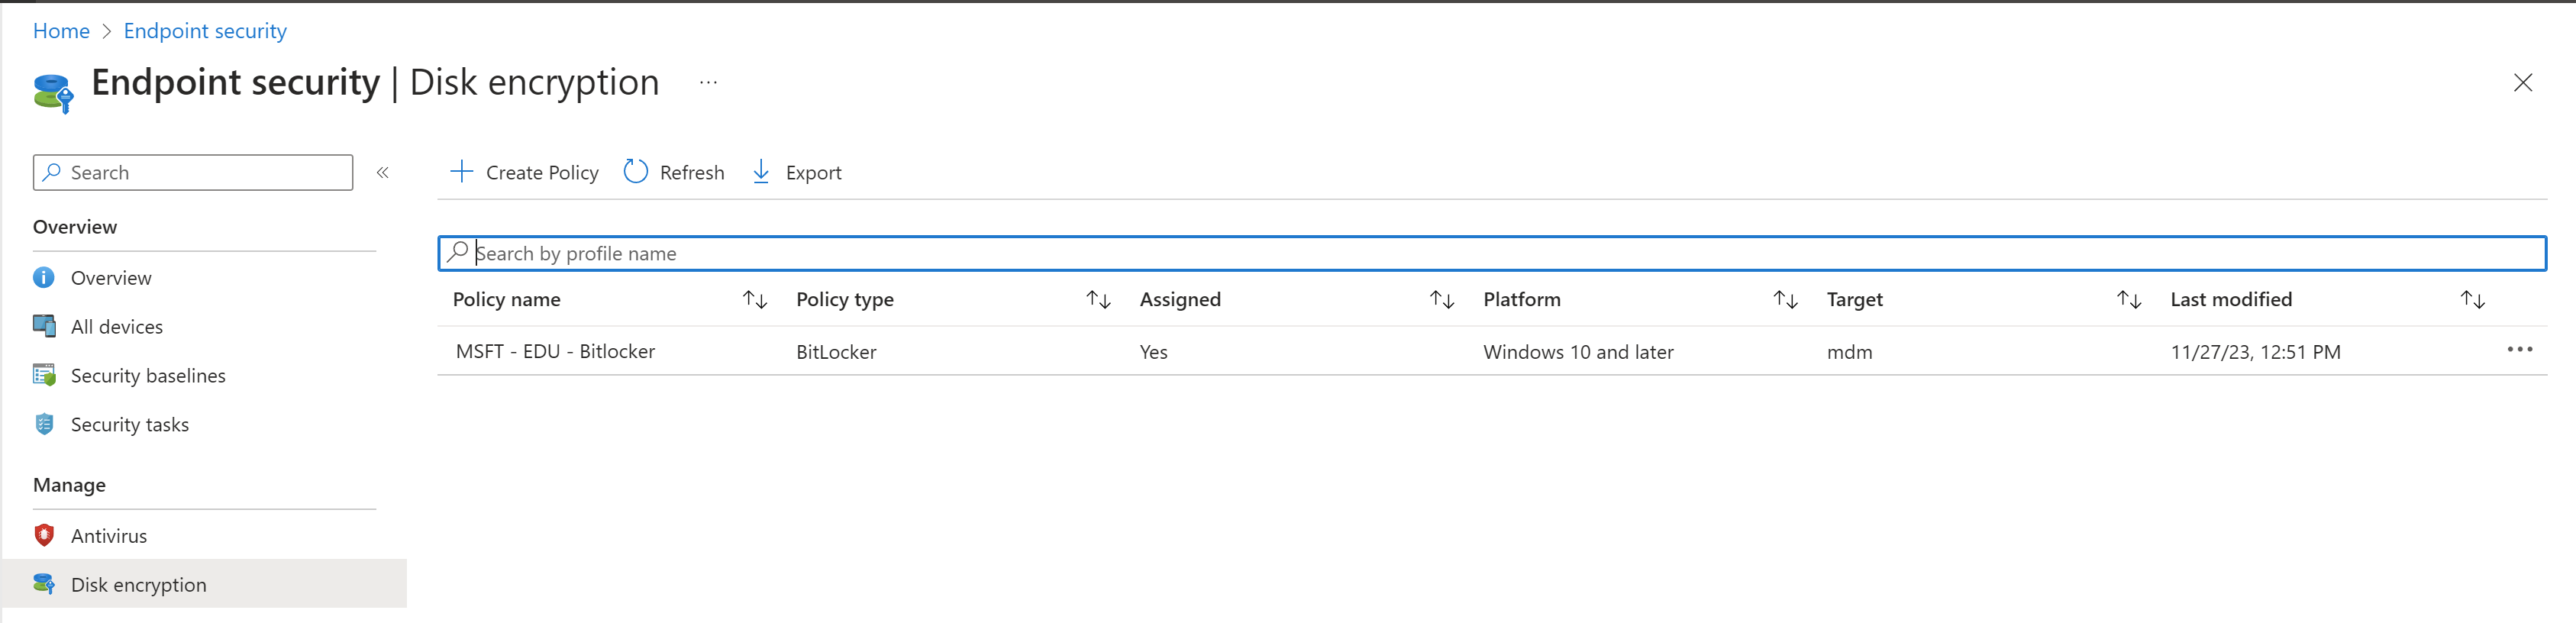 Home > Endpoint security
Endpoint security | Disk encryption ...
Search «
Create Policy Refresh Export
Overview
Search by profile name
Overview
All devices
Security baselines
Security tasks
Policy name Policy type Assigned Platform Target Last modified
MSFT - EDU - Bitlocker BitLocker Yes Windows 10 and later mdm 11/27/23, 12:51 PM
Manage
Antivirus
Disk encryption